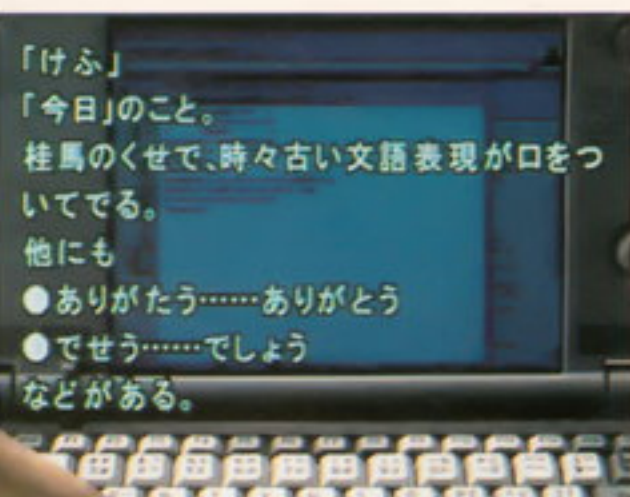 「けふ」
「今日」のこと。
桂馬のくせで、時々古い文語表現が口をつ
いてでる。
他にも
●ありがたう……ありがとう
●でせう……でしょう
などがある。